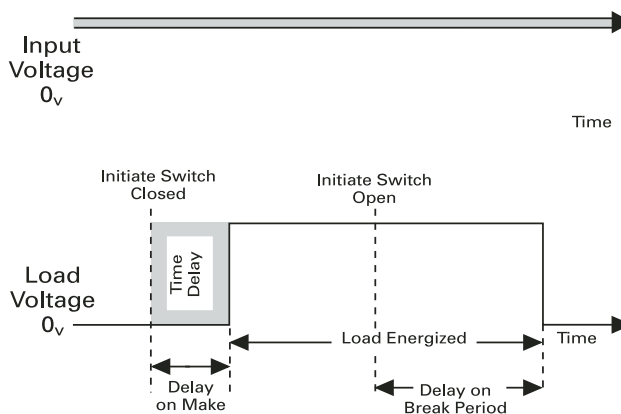 Input
Voltage
0v
Time
Initiate Switch
Closed
Initiate Switch
Open
Time
Delay
Load
Voltage
0v
Load Energized
Time
Delay
on Make
Delay on
Break Period